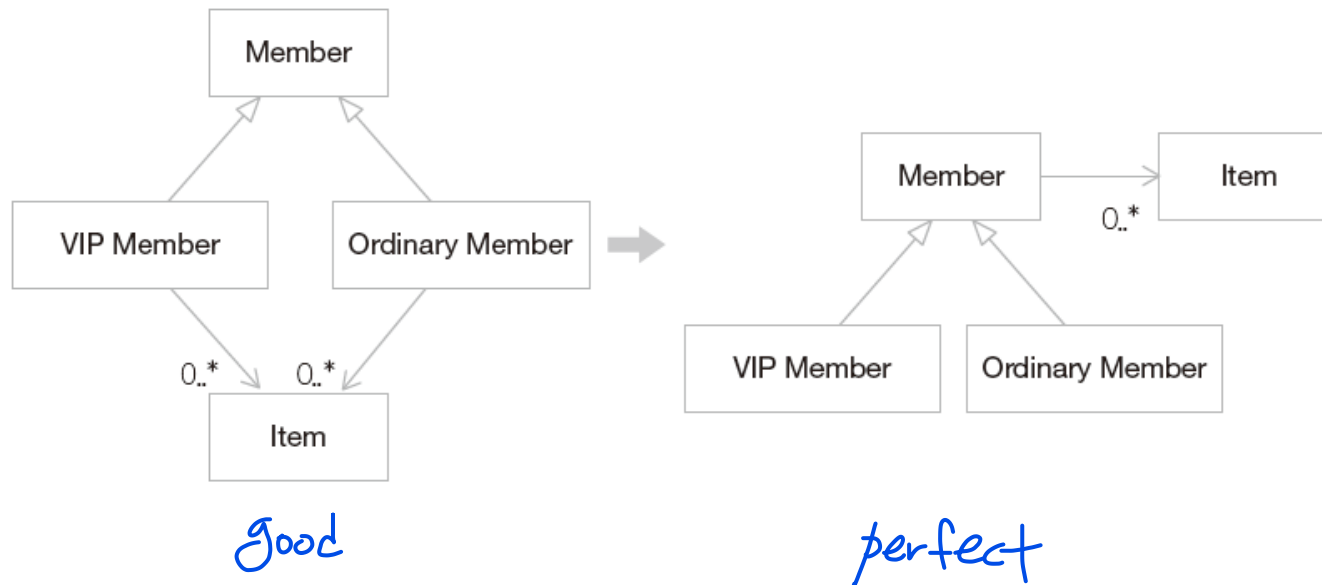 Member
VIP Member
Ordinary Member
0..*
0..*
Item
good
Member
Item
0..*
VIP Member
Ordinary Member
perfect